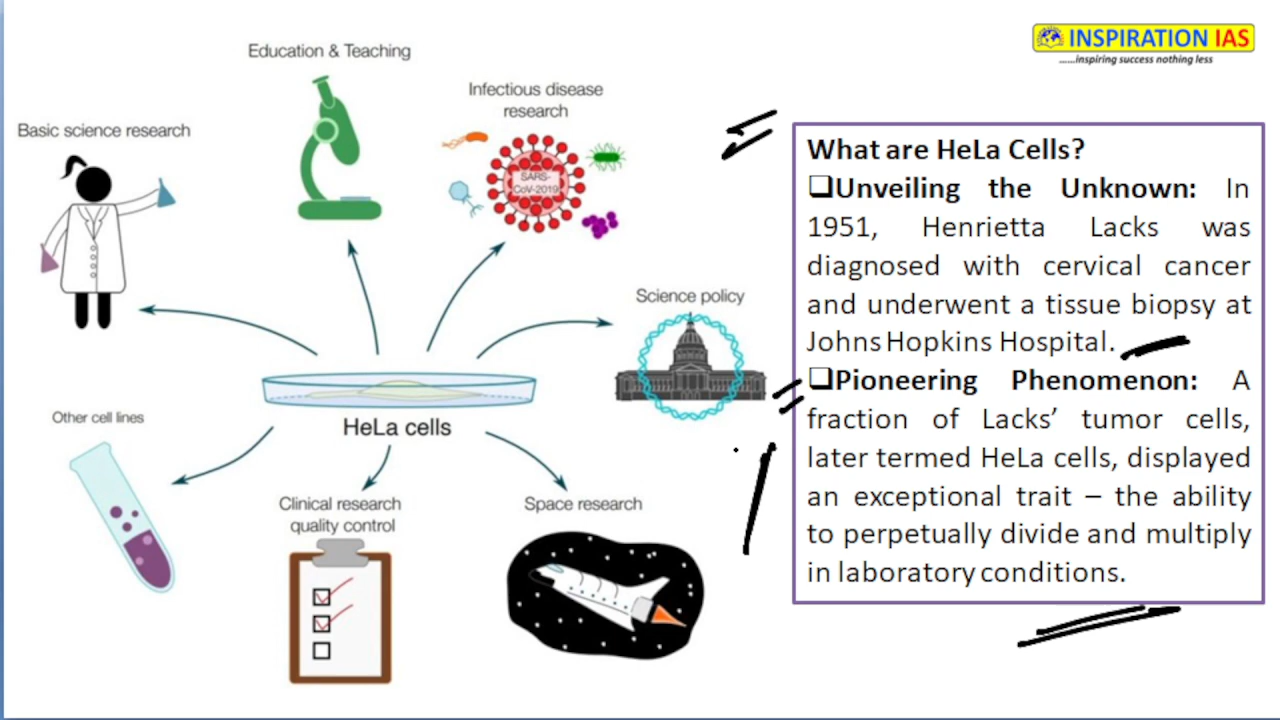 Education & Teaching
INSPIRATION IAS
......inspiring success nothing less
Infectious disease
research
Basic science research
SARS-
CoV-2019
Science policy
HeLa cells
Other cell lines
Clinical research
quality control
Space research
What are HeLa Cells?
❑Unveiling the Unknown: In
1951, Henrietta Lacks was
diagnosed with cervical cancer
and underwent a tissue biopsy at
Johns Hopkins Hospital.
❑Pioneering Phenomenon: A
fraction of Lacks’ tumor cells,
later termed HeLa cells, displayed
an exceptional trait – the ability
to perpetually divide and multiply
in laboratory conditions.